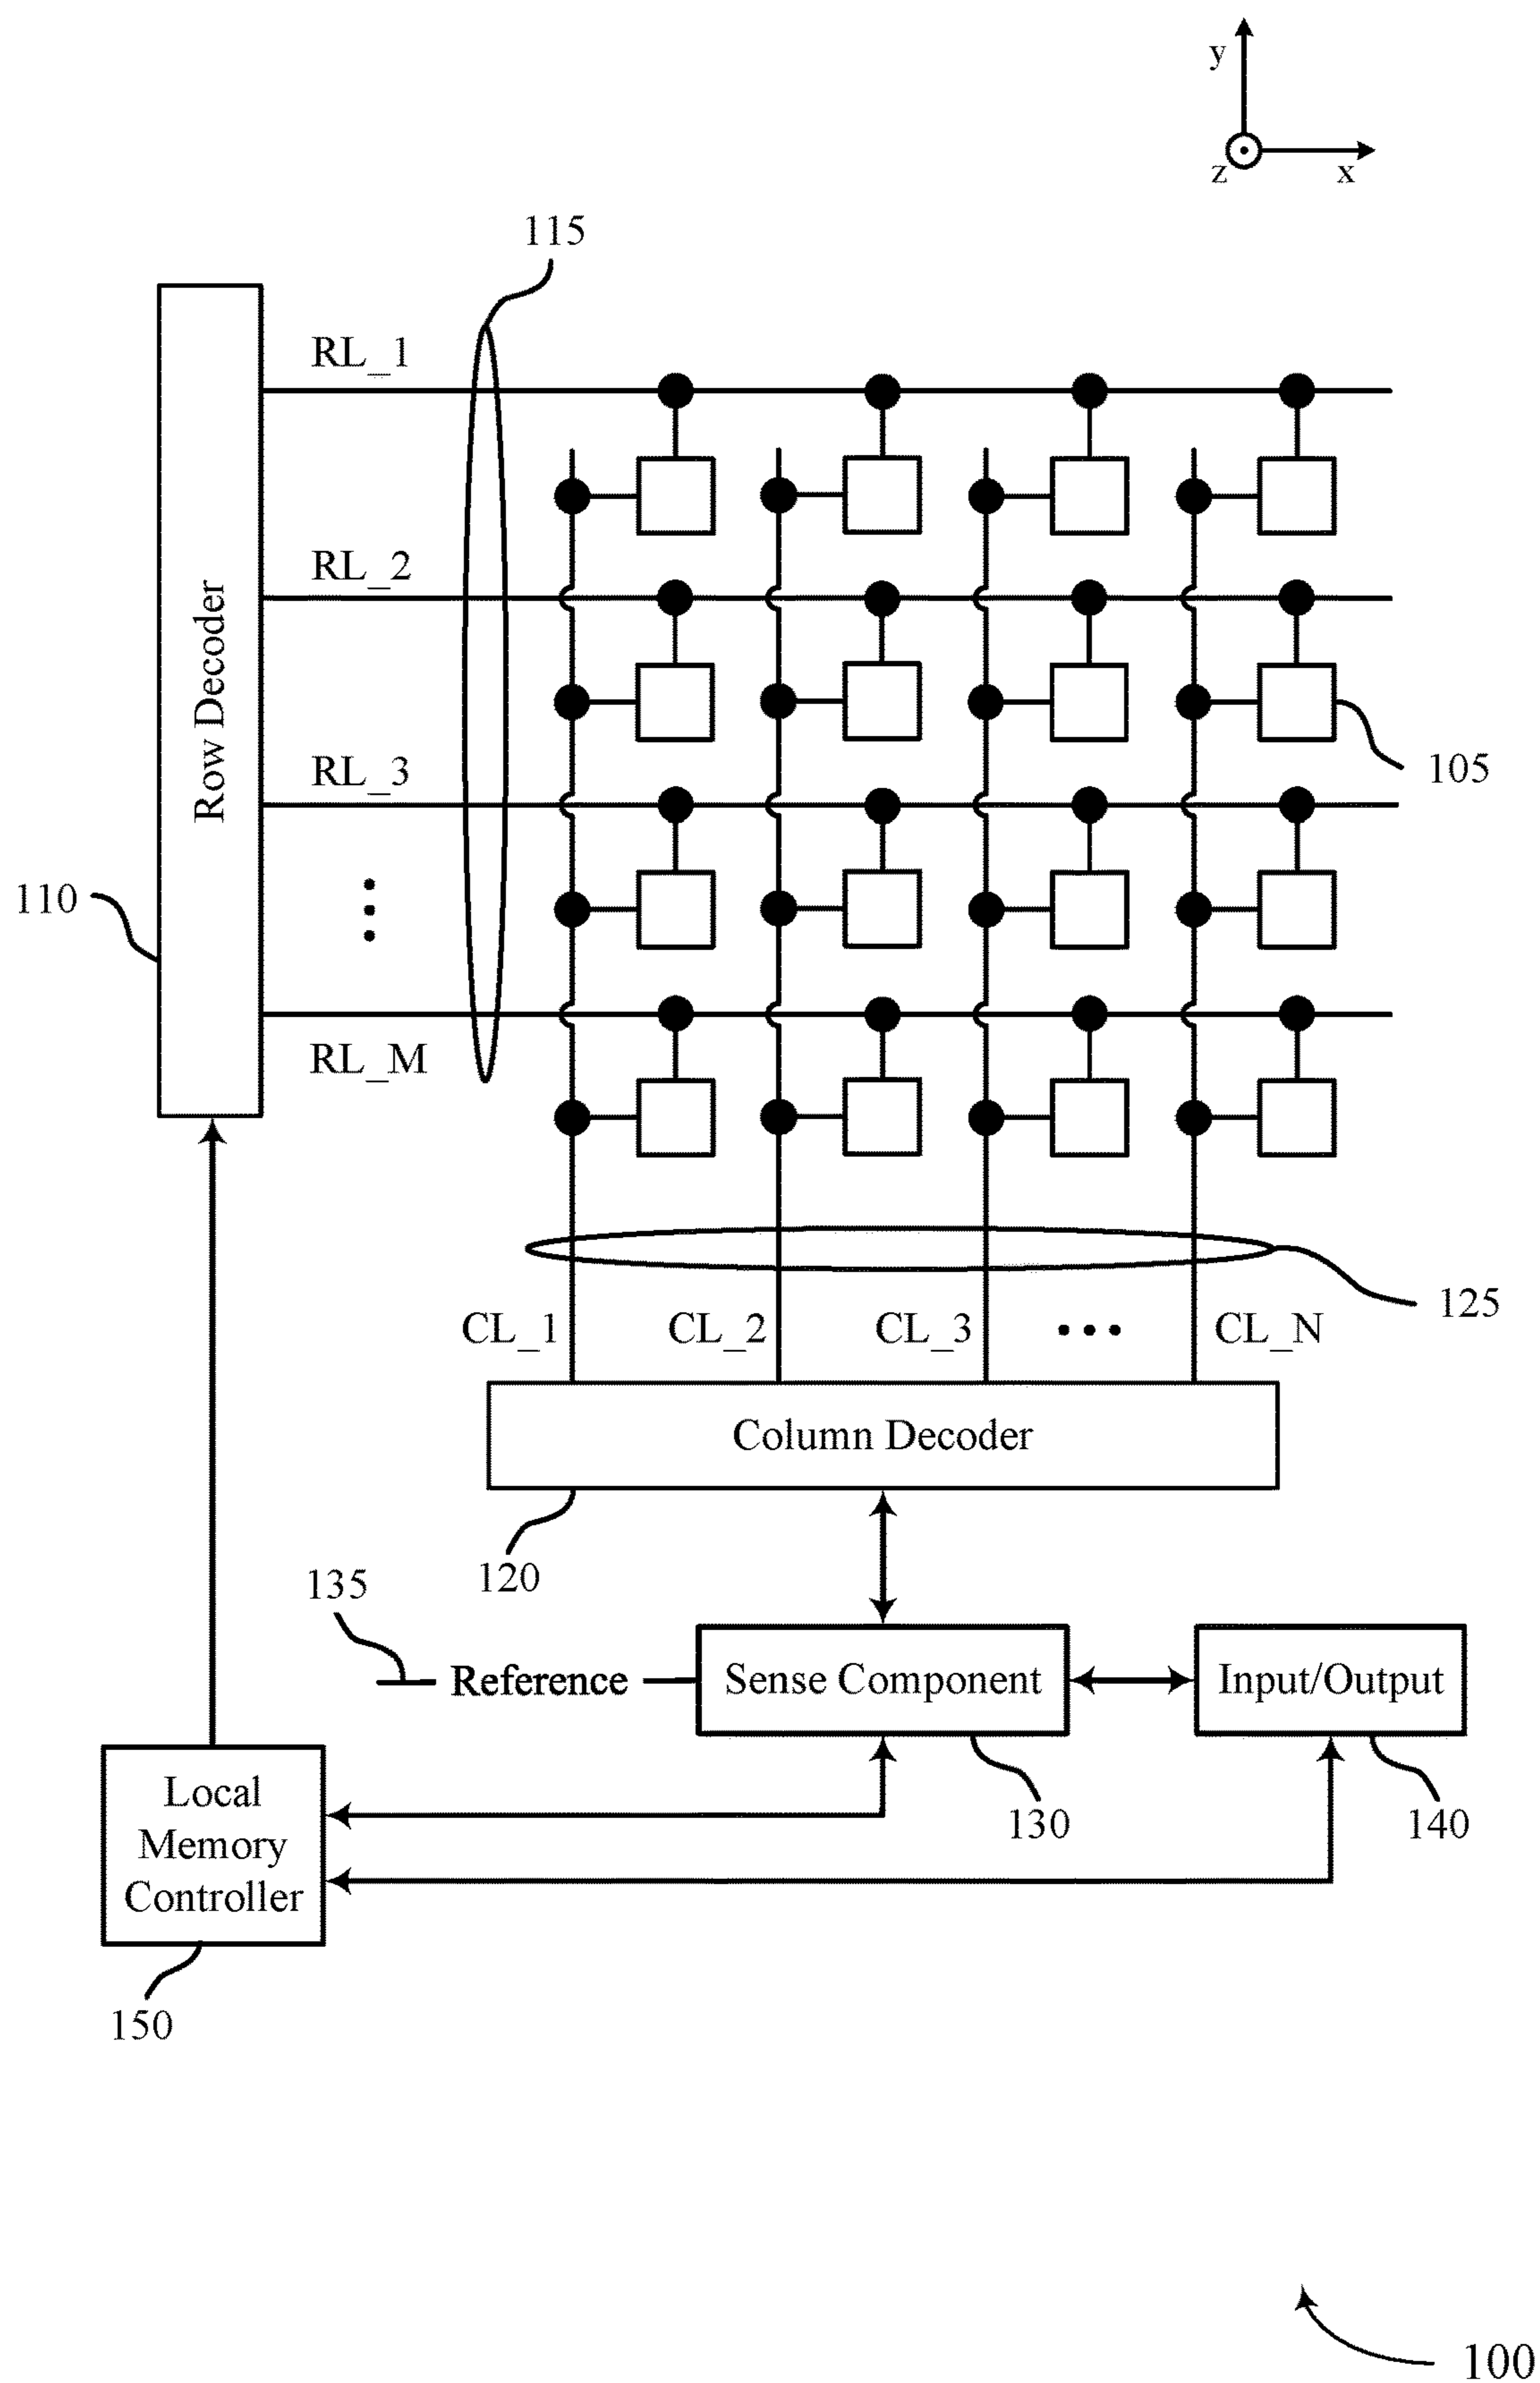 y
z
x
115
RL_1
RL_2
Row Decoder
105
RL_3
110
RL_M
125
CL_1
CL_2
CL_3
CL_N
Column Decoder
120
135
Reference
Sense Component
Input/Output
Local
Memory
Controller
130
140
150
100